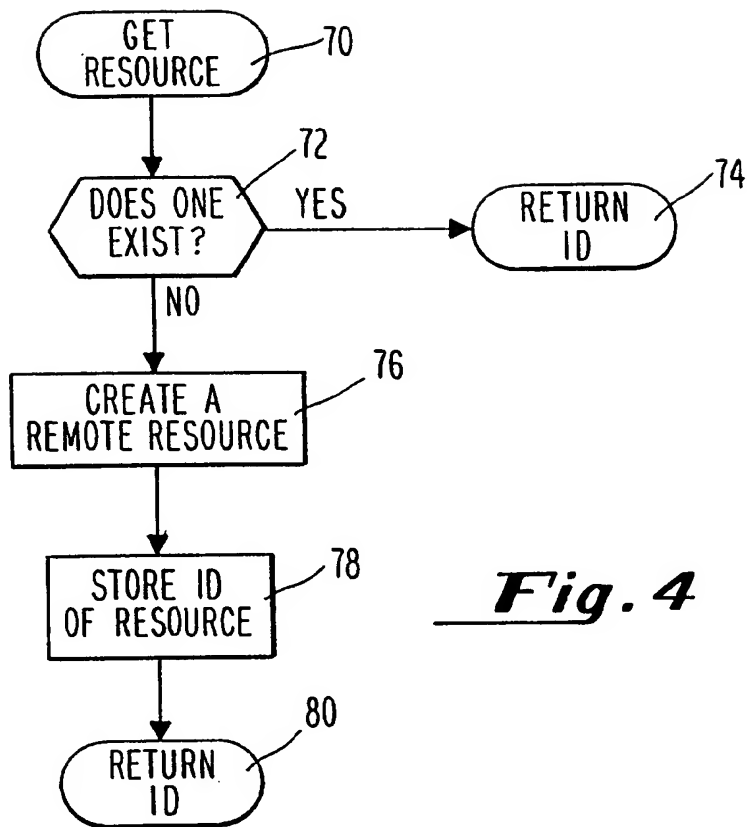 GET
RESOURCE
70
DOES ONE
EXIST?
72
YES
RETURN
ID
74
NO
CREATE A
REMOTE RESOURCE
76
STORE ID
OF RESOURCE
78
Fig. 4
RETURN
ID
80